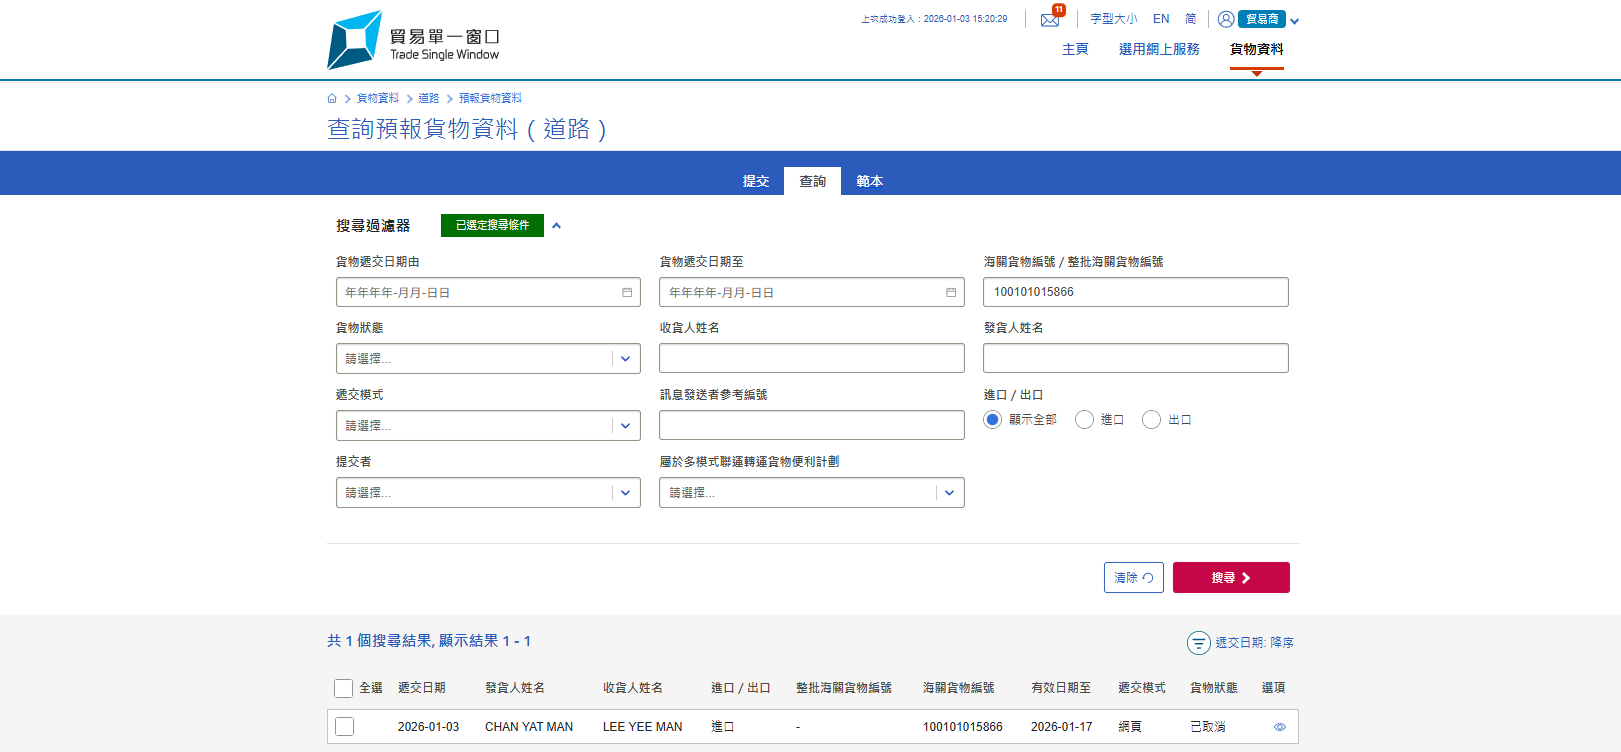 貿易單一窗口
Trade Single Window
上次成功登入 : 2026-01-03 15:20:29
11
字型大小
EN
简
貿易商
主頁
選用網上服務
貨物資料
貨物資料
道路
預報貨物資料
查詢預報貨物資料 ( 道路 )
提交
查詢
範本
搜尋過濾器
已選定搜尋條件
貨物遞交日期由
貨物遞交日期至
海關貨物編號 / 整批海關貨物編號
年年年年-月月-日日
年年年年-月月-日日
100101015866
貨物狀態
收貨人姓名
發貨人姓名
請選擇...
遞交模式
訊息發送者參考編號
進口 / 出口
請選擇...
顯示全部
進口
出口
提交者
屬於多模式聯運轉運貨物便利計劃
請選擇...
請選擇...
清除
搜尋
共 1 個搜尋結果, 顯示結果 1 - 1
遞交日期: 降序
全選
遞交日期
發貨人姓名
收貨人姓名
進口 / 出口
整批海關貨物編號
海關貨物編號
有效日期至
遞交模式
貨物狀態
選項
2026-01-03
CHAN YAT MAN
LEE YEE MAN
進口
-
100101015866
2026-01-17
網頁
已取消